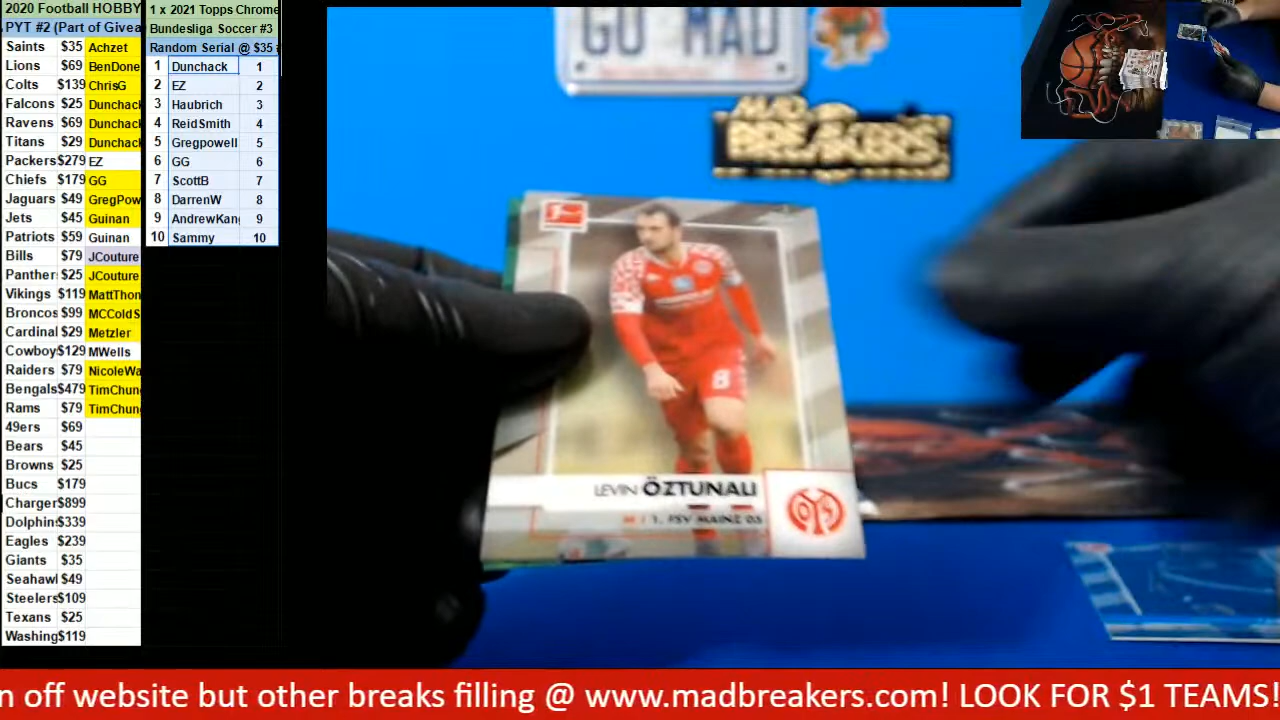 2020 Football HOBBY
PYT #2 (Part of Givea
Saints $35 Achzet
Lions $69 BenDone
Colts $139 ChrisG
Falcons $25 Dunchack
Ravens $69 Dunchack
Titans $29 Dunchack
Packers $279 EZ
Chiefs $179 GG
Jaguars $49 GregPow
Jets $45 Guinan
Patriots $59 Guinan
Bills $79 JCouture
Panther $25 JCouture
Vikings $119 MattThon
Broncos $99 MCColdS
Cardinal $29 Metzler
Cowboy $129 MWells
Raiders $79 NicoleWa
Bengals $479 TimChun
Rams $79 TimChun
49ers $69
Bears $45
Browns $25
Bucs $179
Charger $899
Dolphin $339
Eagles $239
Giants $35
Seahawl $49
Steelers $109
Texans $25
Washing $119
1 x 2021 Topps Chrome
Bundesliga Soccer #3
Random Serial @ $35
1 Dunchack 1
2 EZ 2
3 Haubrich 3
4 ReidSmith 4
5 Gregpowell 5
6 GG 6
7 ScottB 7
8 DarrenW 8
9 AndrewKan 9
10 Sammy 10
GO MAD
MAD
BREAKERS
8
LEVIN ÖZTUNALI
M | 1. FSV MAINZ 05
n off website but other breaks filling @ www.madbreakers.com! LOOK FOR $1 TEAMS!